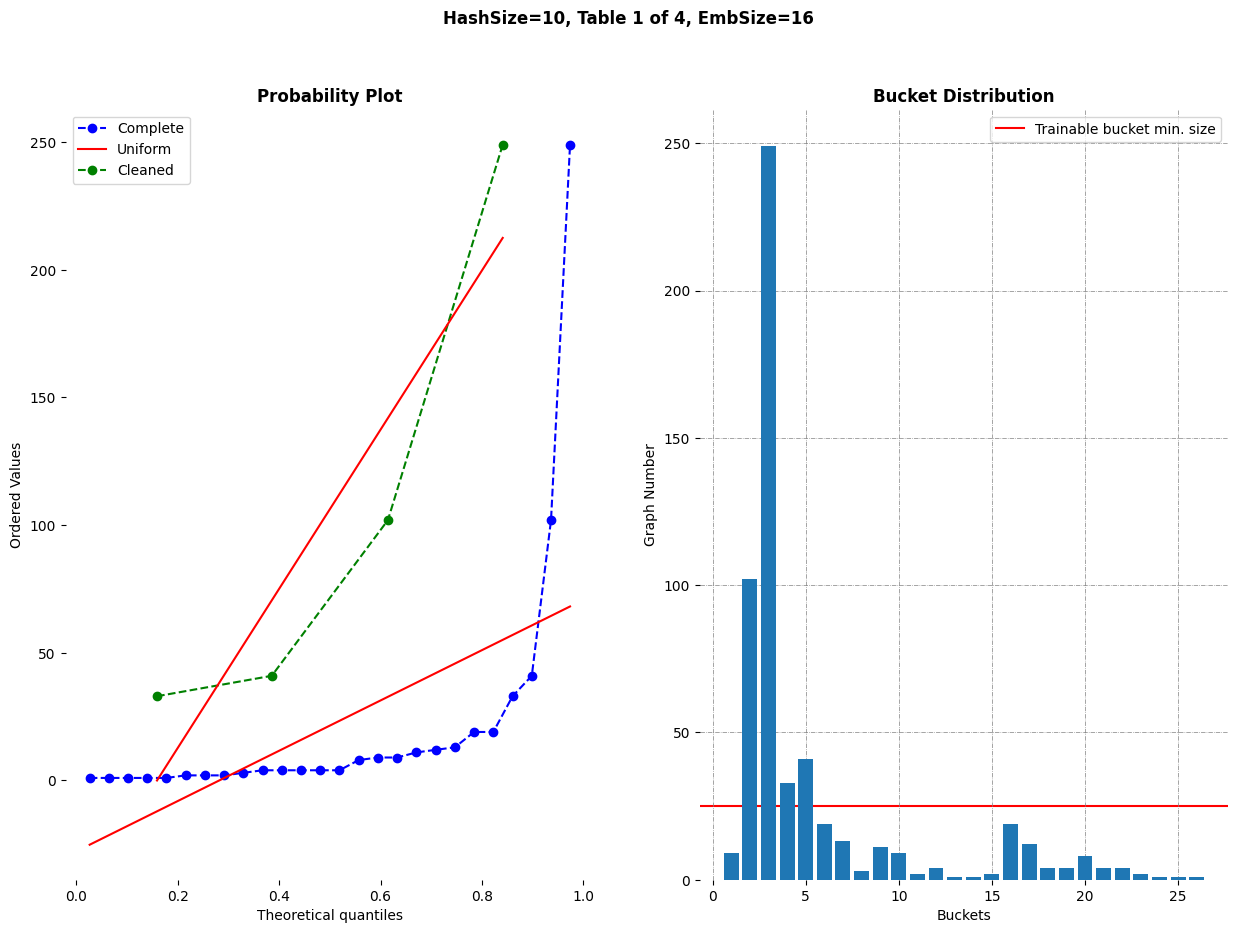 HashSize=10, Table 1 of 4, EmbSize=16
Probability Plot
Complete
Uniform
Cleaned
250
200
150
100
50
0
Ordered Values
0.0 0.2 0.4 0.6 0.8 1.0
Theoretical quantiles
Bucket Distribution
Trainable bucket min. size
250
200
150
100
50
0
Graph Number
0 5 10 15 20 25
Buckets